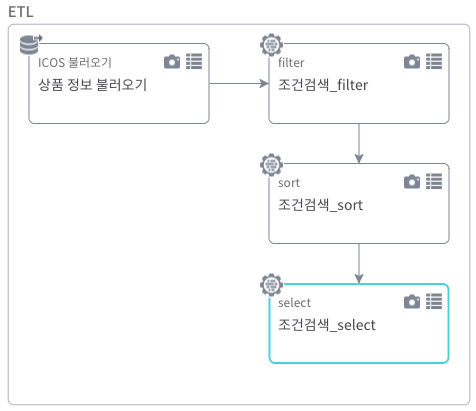 ETL
ICOS 불러오기
상품 정보 불러오기
filter
조건검색_filter
sort
조건검색_sort
select
조건검색_select